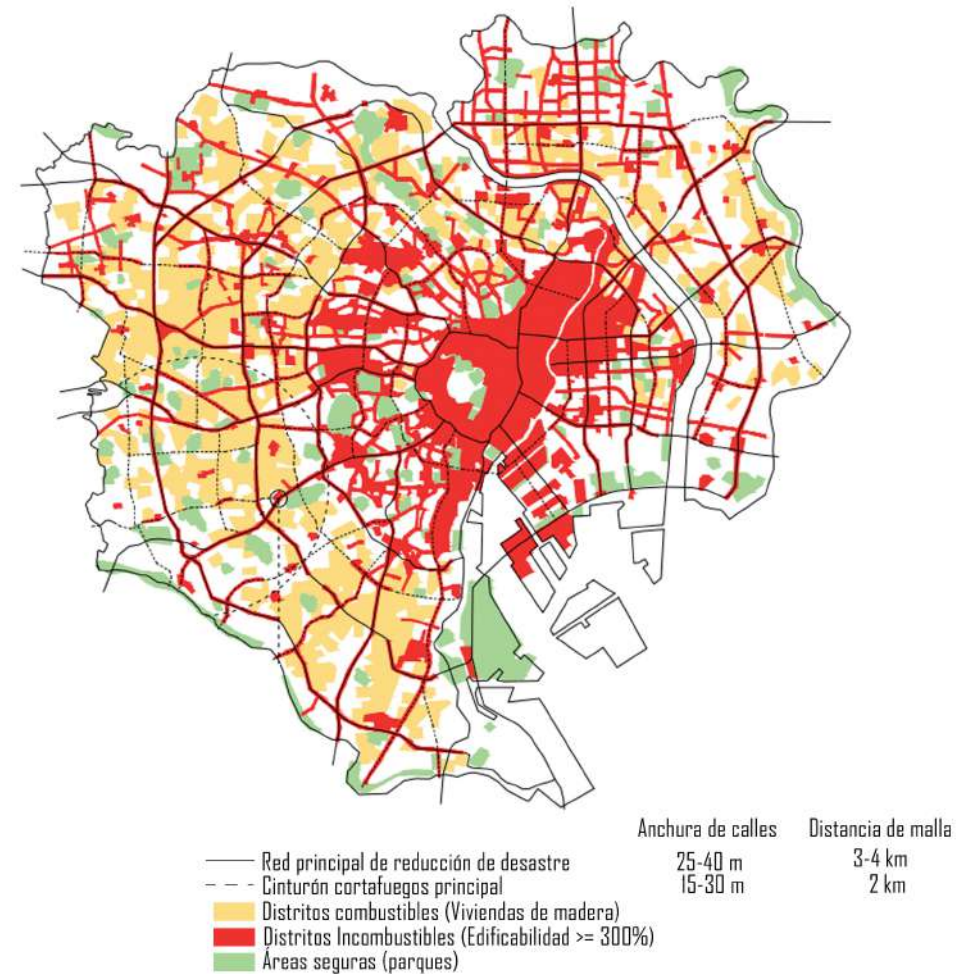 Anchura de calles Distancia de malla
Red principal de reducción de desastre 25-40 m 3-4 km
Cinturón cortafuegos principal 15-30 m 2 km
Distritos combustibles (Viviendas de madera)
Distritos Incombustibles (Edificabilidad >= 300%)
Áreas seguras (parques)